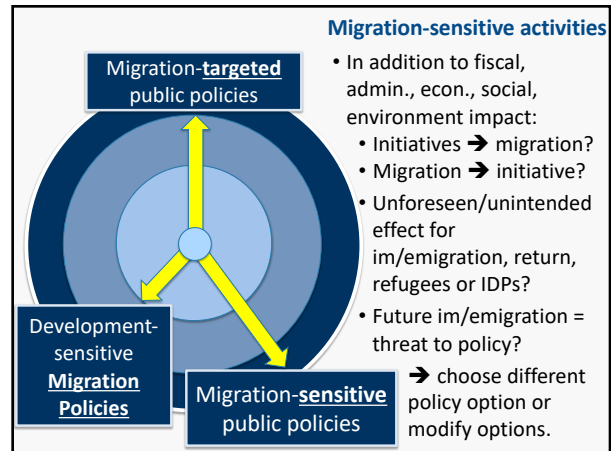 Migration-sensitive activities
Migration-targeted
public policies
Development-
sensitive
Migration
Policies
Migration-sensitive
public policies
• In addition to fiscal,
admin., econ., social,
environment impact:
• Initiatives ➔ migration?
• Migration ➔ initiative?
• Unforeseen/unintended
effect for
im/emigration, return,
refugees or IDPs?
• Future im/emigration =
threat to policy?
➔ choose different
policy option or
modify options.